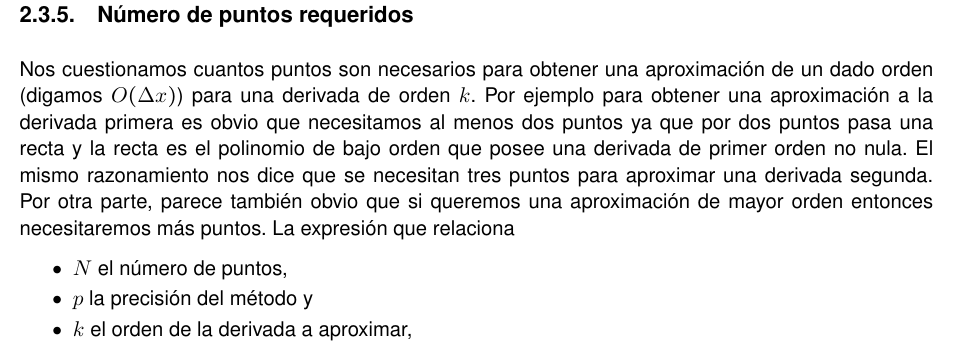 2.3.5. Número de puntos requeridos
Nos cuestionamos cuantos puntos son necesarios para obtener una aproximación de un dado orden
(digamos O(Δx)) para una derivada de orden k. Por ejemplo para obtener una aproximación a la
derivada primera es obvio que necesitamos al menos dos puntos ya que por dos puntos pasa una
recta y la recta es el polinomio de bajo orden que posee una derivada de primer orden no nula. El
mismo razonamiento nos dice que se necesitan tres puntos para aproximar una derivada segunda.
Por otra parte, parece también obvio que si queremos una aproximación de mayor orden entonces
necesitaremos más puntos. La expresión que relaciona
• N el número de puntos,
• p la precisión del método y
• k el orden de la derivada a aproximar,